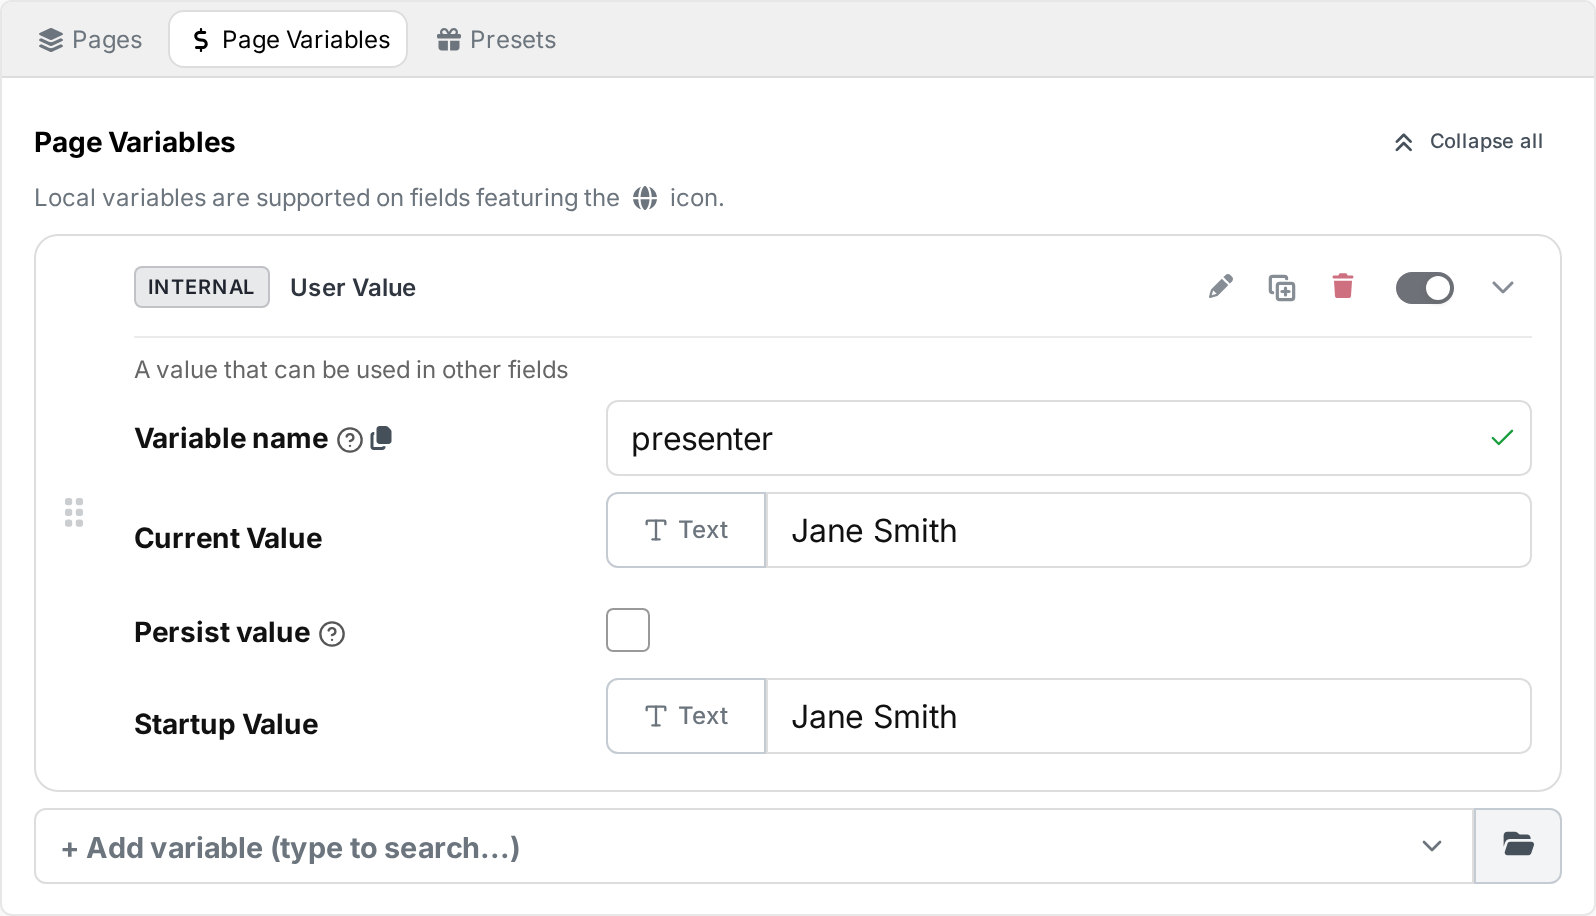 Pages
Page Variables
Presets
Page Variables
Collapse all
Local variables are supported on fields featuring the icon.
INTERNAL User Value
A value that can be used in other fields
Variable name
presenter
Current Value
Text
Jane Smith
Persist value
Startup Value
Text
Jane Smith
+ Add variable (type to search...)